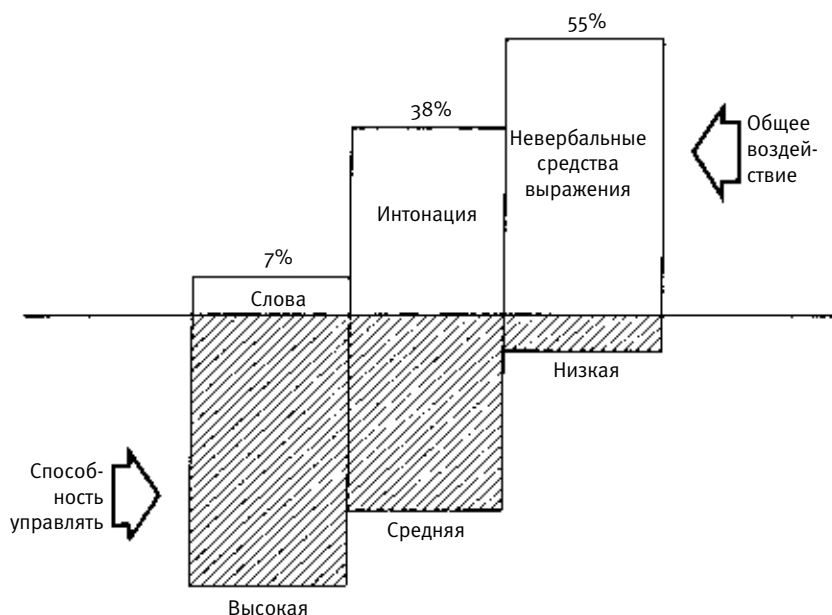 55%
38%
Невербальные
средства
выражения
Общее
воздей-
ствие
Интонация
7%
Слова
Низкая
Способ-
ность
управлять
Средняя
Высокая